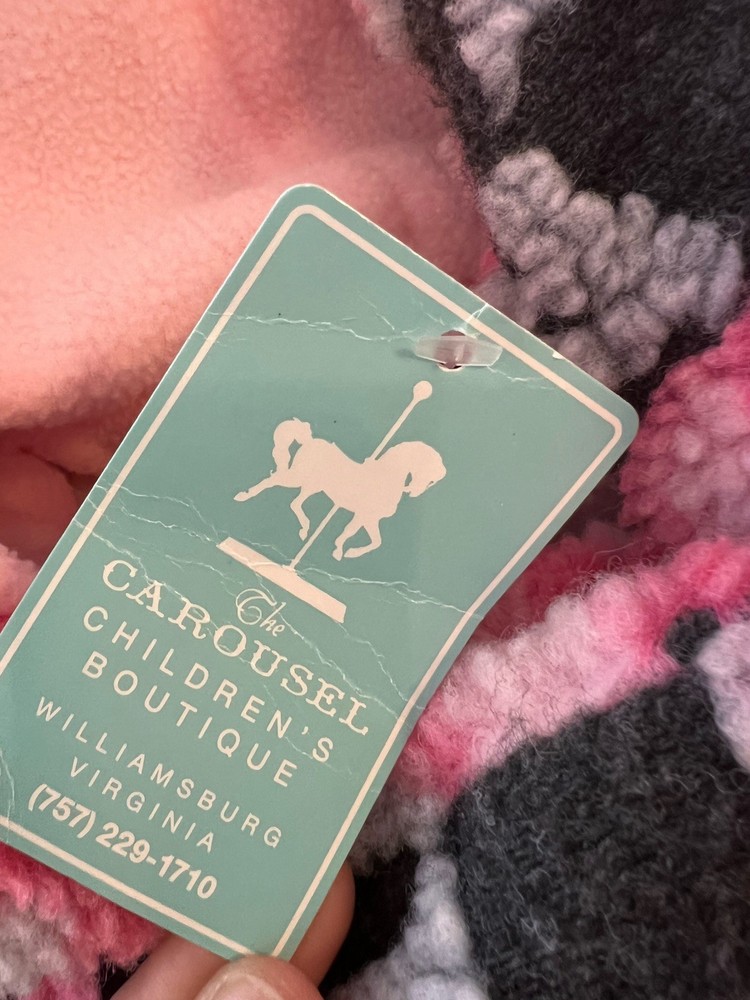 The
CAROUSEL
CHILDREN'S
BOUTIQUE
WILLIAMSBURG
VIRGINIA
(757) 229-1710